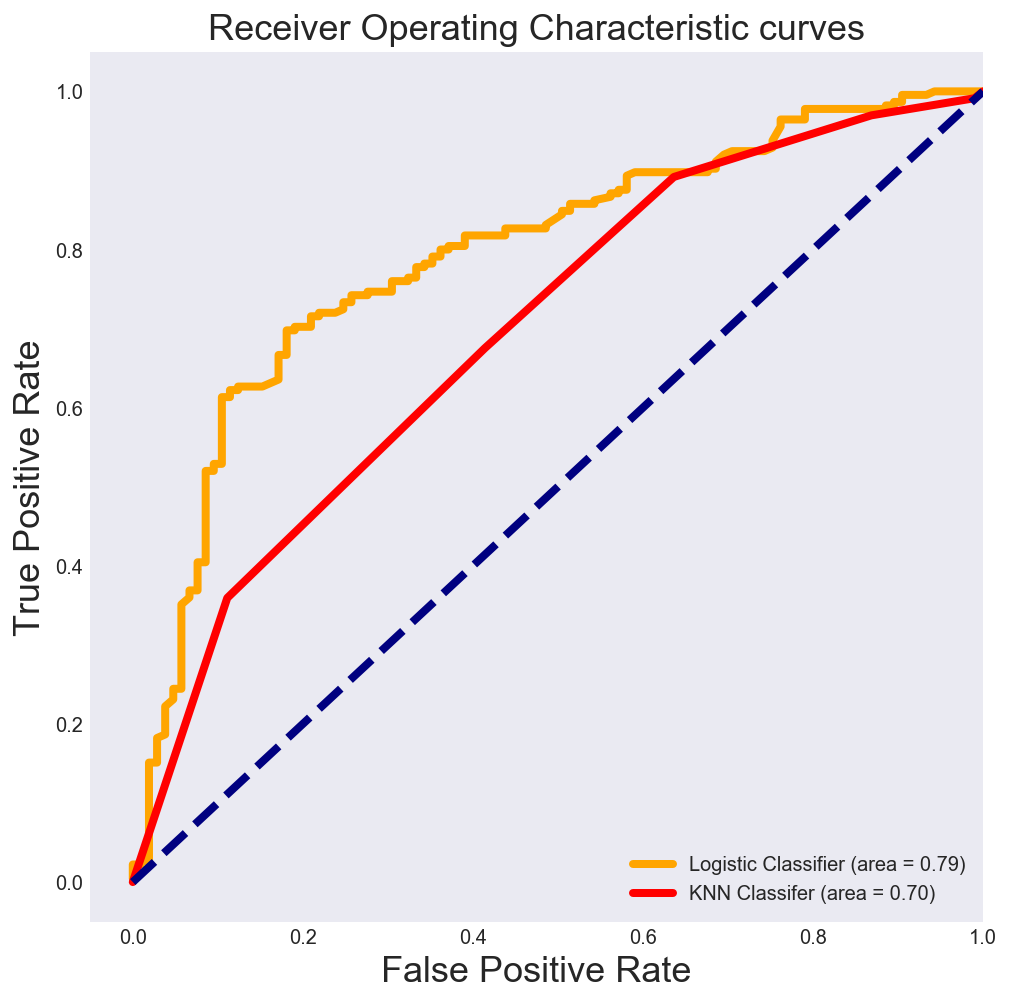 Receiver Operating Characteristic curves
True Positive Rate
1.0
0.8
0.6
0.4
0.2
0.0
Logistic Classifier (area = 0.79)
KNN Classifer (area = 0.70)
0.0 0.2 0.4 0.6 0.8 1.0
False Positive Rate